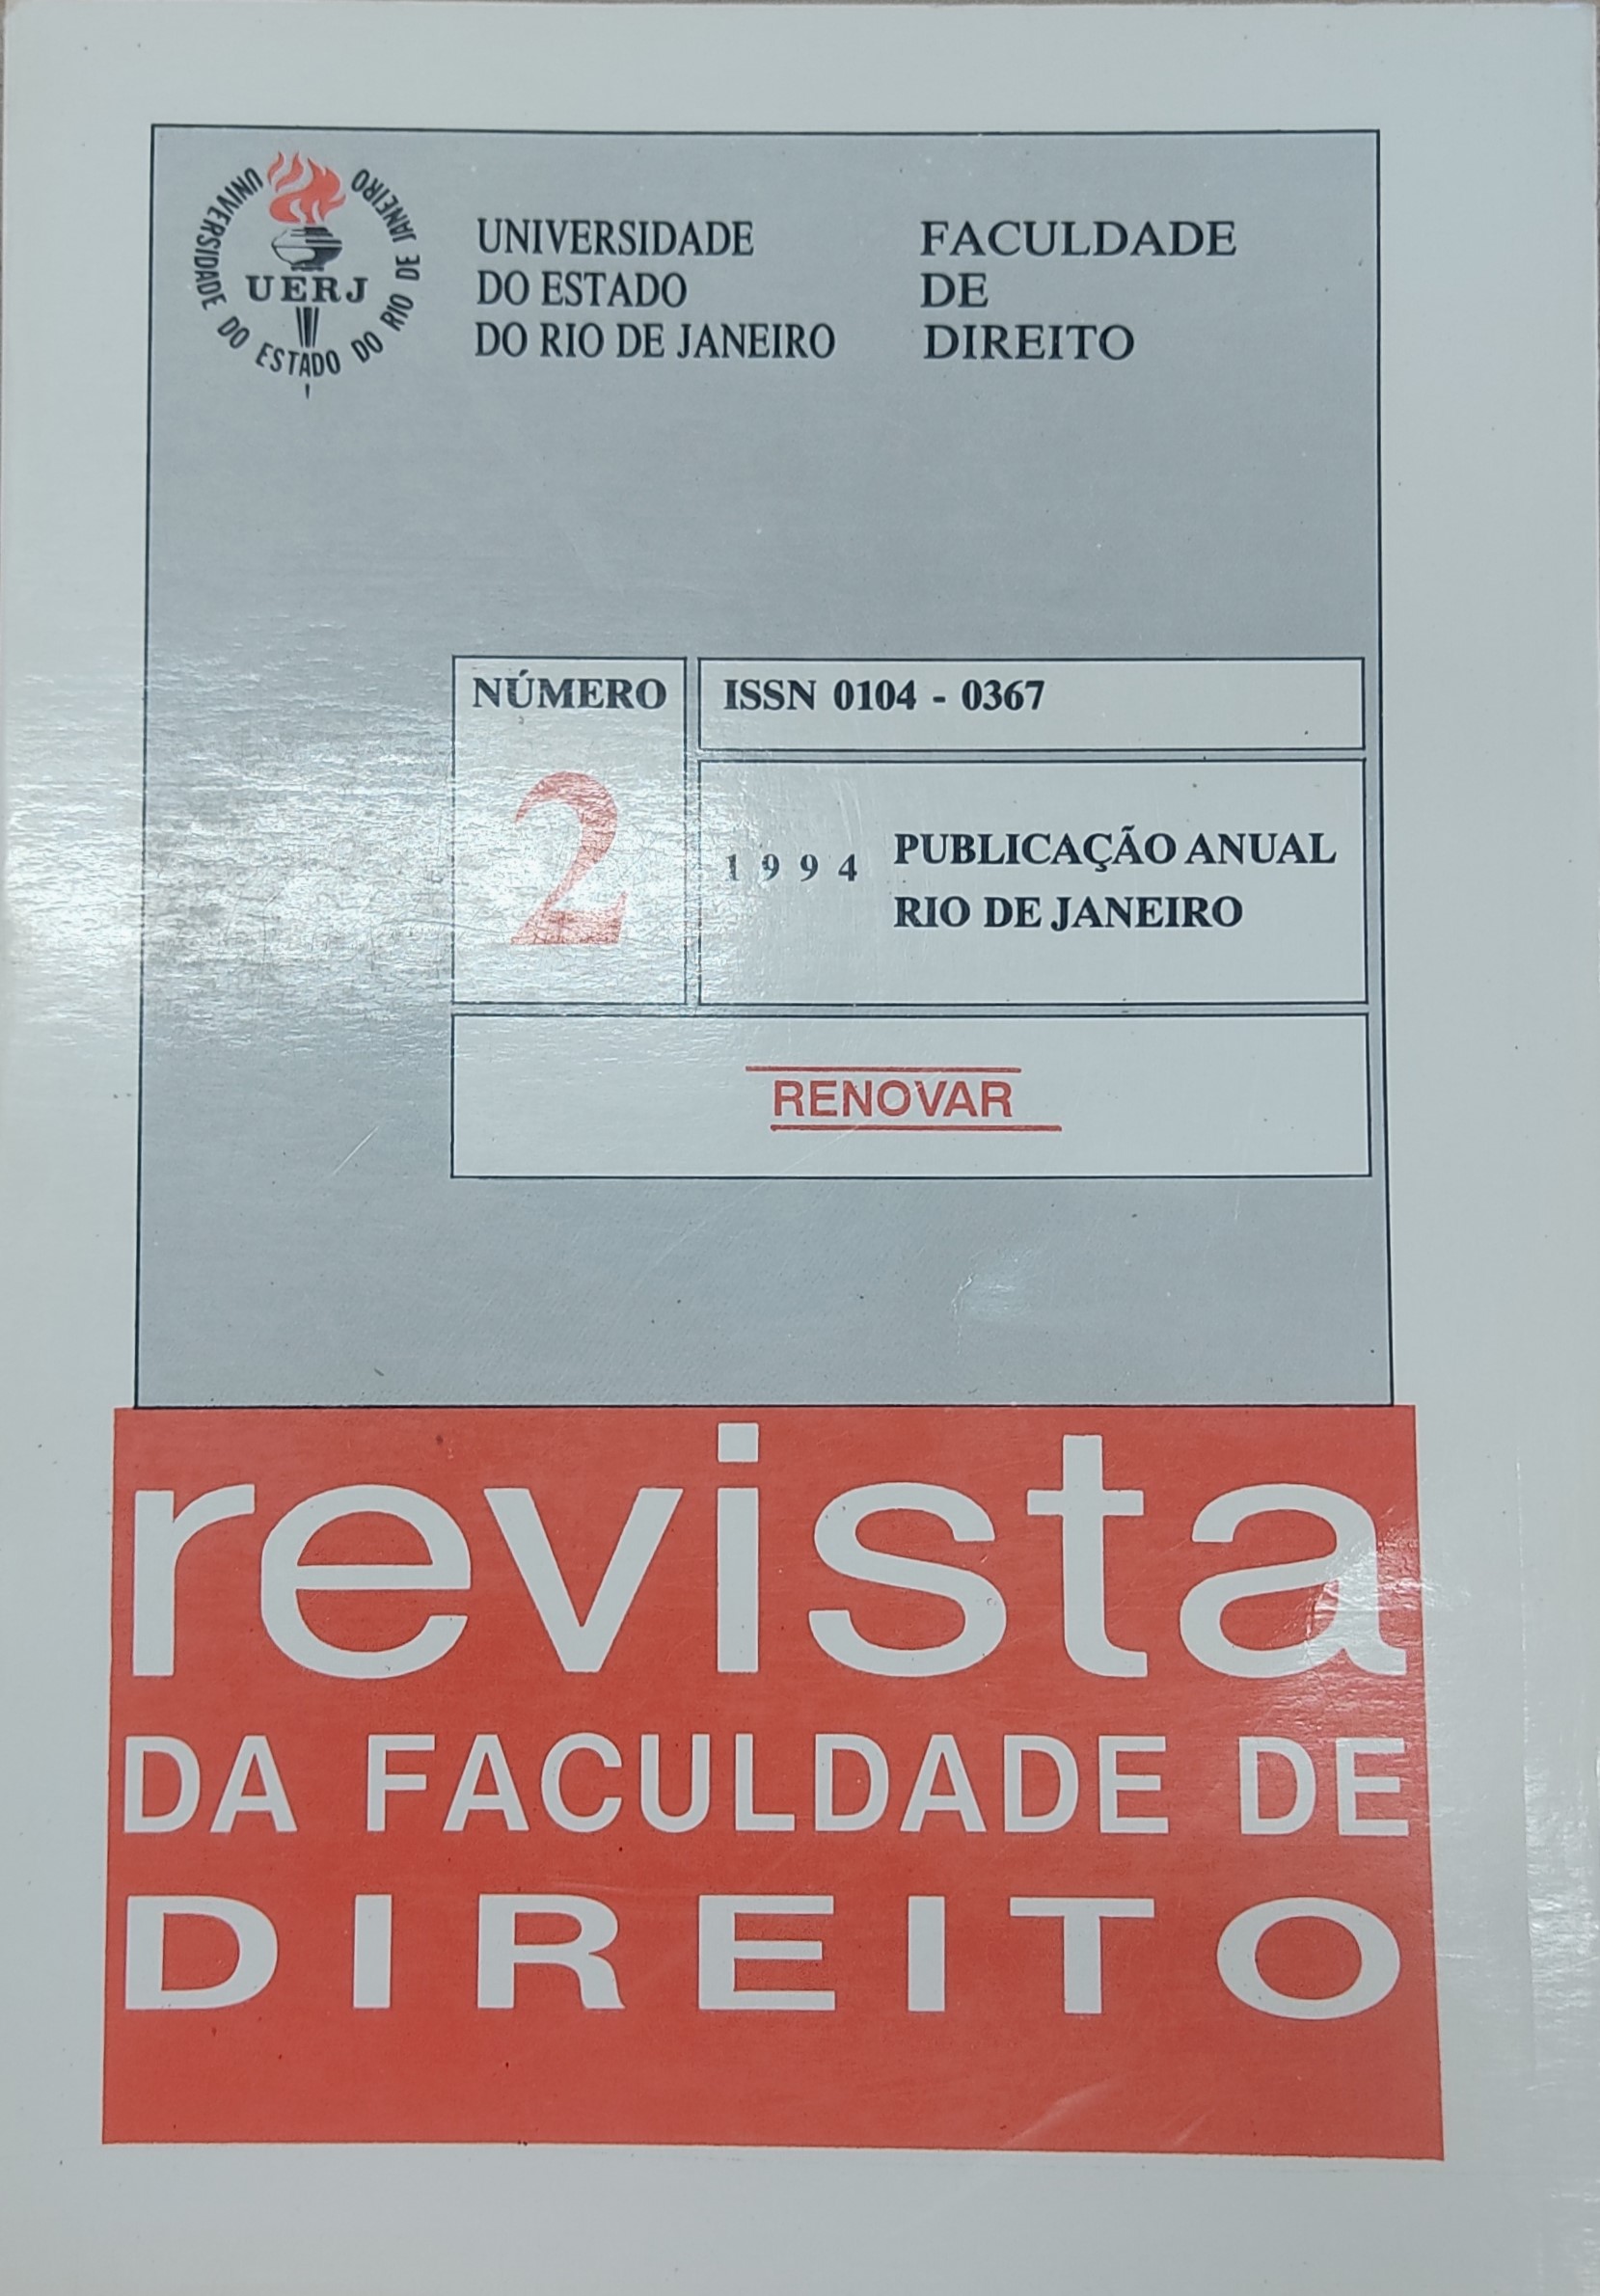 UNIVERSIDADE DO ESTADO DO RIO DE JANEIRO
UERJ
UNIVERSIDADE
DO ESTADO
DO RIO DE JANEIRO
FACULDADE
DE
DIREITO
NÚMERO
2
ISSN 0104 - 0367
1994
PUBLICAÇÃO ANUAL
RIO DE JANEIRO
RENOVAR
revista
DA FACULDADE DE
DIREITO